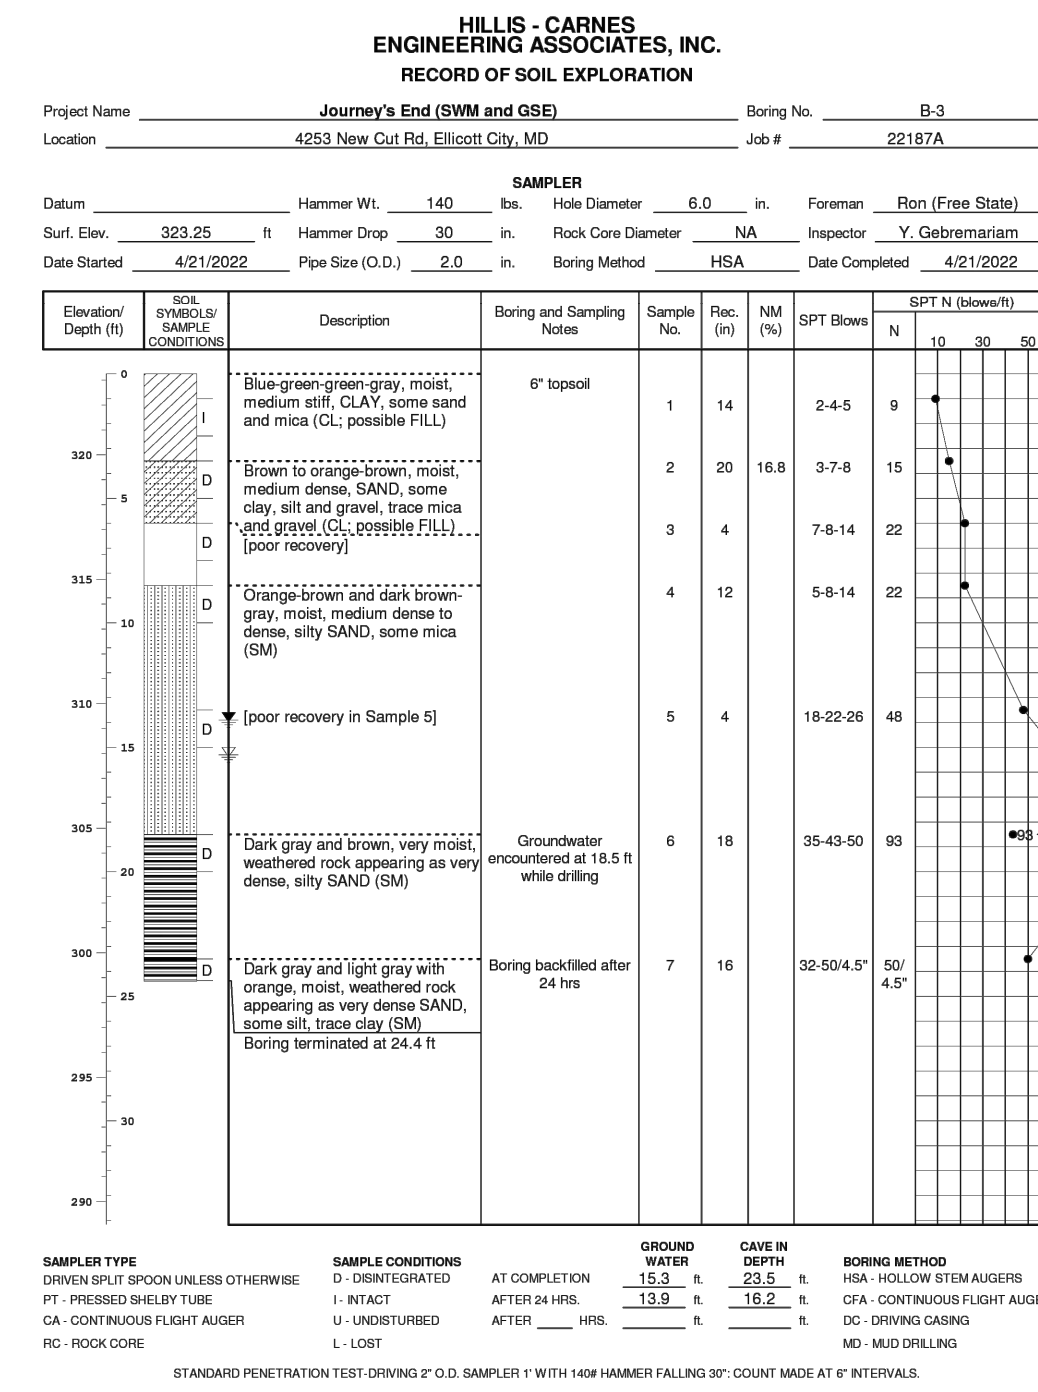 HILLIS - CARNES
ENGINEERING ASSOCIATES, INC.
RECORD OF SOIL EXPLORATION
Project Name Journey's End (SWM and GSE) Boring No. B-3
Location 4253 New Cut Rd, Ellicott City, MD Job # 22187A
SAMPLER
Datum Hammer Wt. 140 lbs. Hole Diameter 6.0 in. Foreman Ron (Free State)
Surf. Elev. 323.25 ft Hammer Drop 30 in. Rock Core Diameter NA Inspector Y. Gebremariam
Date Started 4/21/2022 Pipe Size (O.D.) 2.0 in. Boring Method HSA Date Completed 4/21/2022
Elevation/
Depth (ft)
SOIL
SYMBOLS/
SAMPLE
CONDITIONS
Description
Boring and Sampling
Notes
Sample
No.
Rec.
(in)
NM
(%)
SPT Blows
SPT N (blows/ft)
N
10 30 50
0
Blue-green-green-gray, moist,
medium stiff, CLAY, some sand
and mica (CL; possible FILL)
6" topsoil
I
1 14 2-4-5 9
320
Brown to orange-brown, moist,
medium dense, SAND, some
clay, silt and gravel, trace mica
and gravel (CL; possible FILL)
D
2 20 16.8 3-7-8 15
5
[poor recovery]
D
3 4 7-8-14 22
315
Orange-brown and dark brown-
gray, moist, medium dense to
dense, silty SAND, some mica
(SM)
D
4 12 5-8-14 22
10
310
[poor recovery in Sample 5]
D
5 4 18-22-26 48
15
305
Dark gray and brown, very moist,
weathered rock appearing as very
dense, silty SAND (SM)
Groundwater
encountered at 18.5 ft
while drilling
D
6 18 35-43-50 93
93
20
300
Dark gray and light gray with
orange, moist, weathered rock
appearing as very dense SAND,
some silt, trace clay (SM)
Boring backfilled after
24 hrs
D
7 16 32-50/4.5" 50/
4.5"
25
Boring terminated at 24.4 ft
295
30
290
SAMPLER TYPE
DRIVEN SPLIT SPOON UNLESS OTHERWISE
PT - PRESSED SHELBY TUBE
CA - CONTINUOUS FLIGHT AUGER
RC - ROCK CORE
SAMPLE CONDITIONS
D - DISINTEGRATED
I - INTACT
U - UNDISTURBED
L - LOST
GROUND
WATER
CAVE IN
DEPTH
AT COMPLETION 15.3 ft. 23.5 ft.
AFTER 24 HRS. 13.9 ft. 16.2 ft.
AFTER HRS. ft. ft.
BORING METHOD
HSA - HOLLOW STEM AUGERS
CFA - CONTINUOUS FLIGHT AUGE
DC - DRIVING CASING
MD - MUD DRILLING
STANDARD PENETRATION TEST-DRIVING 2" O.D. SAMPLER 1' WITH 140# HAMMER FALLING 30": COUNT MADE AT 6" INTERVALS.